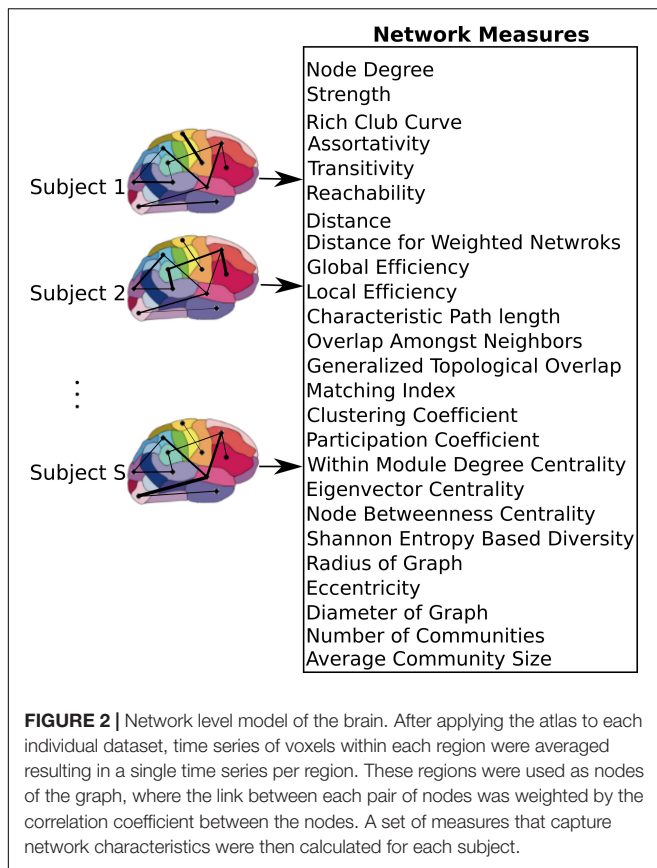 Network Measures
Node Degree
Strength
Rich Club Curve
Assortativity
Transitivity
Subject 1
Reachability
Distance
Distance for Weighted Netwroks
Global Efficiency
Subject 2
Local Efficiency
Characteristic Path length
Overlap Amongst Neighbors
Generalized Topological Overlap
Matching Index
Clustering Coefficient
Participation Coefficient
Subject S
Within Module Degree Centrality
Eigenvector Centrality
Node Betweenness Centrality
Shannon Entropy Based Diversity
Radius of Graph
Eccentricity
Diameter of Graph
Number of Communities
Average Community Size
FIGURE 2 | Network level model of the brain. After applying the atlas to each
individual dataset, time series of voxels within each region were averaged
resulting in a single time series per region. These regions were used as nodes
of the graph, where the link between each pair of nodes was weighted by the
correlation coefficient between the nodes. A set of measures that capture
network characteristics were then calculated for each subject.